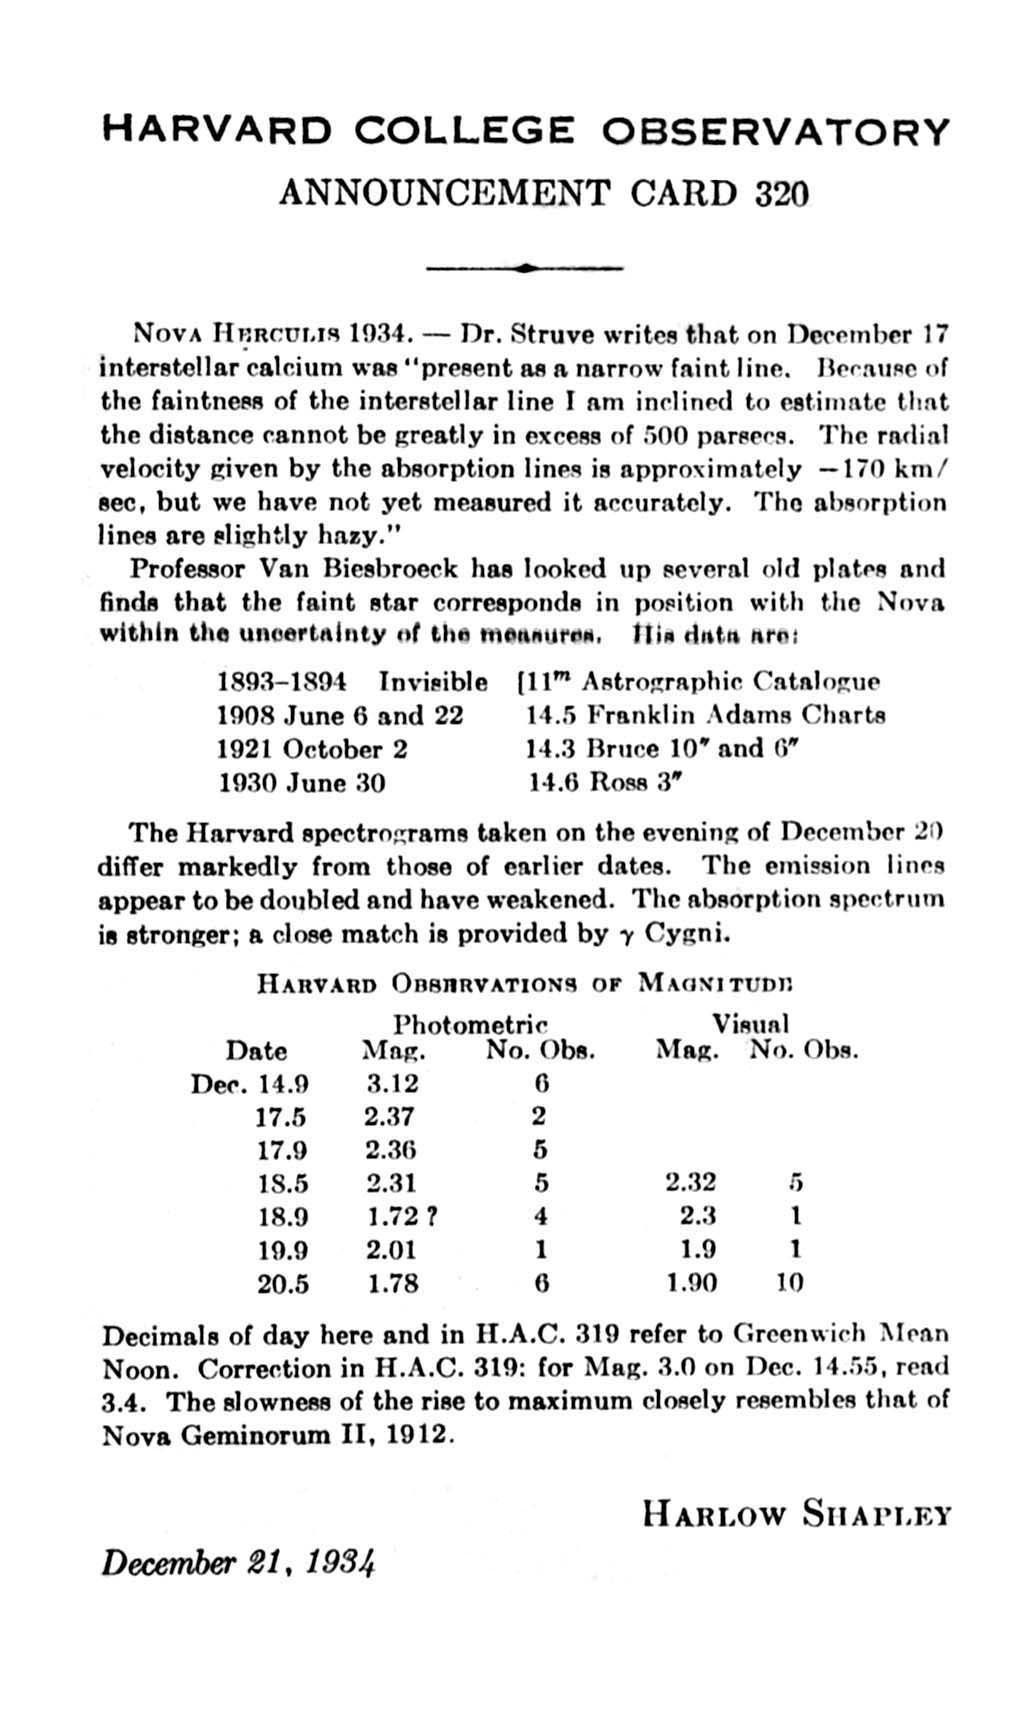 HARVARD COLLEGE OBSERVATORY
ANNOUNCEMENT CARD 320
NOVA HERCULIS 1934. — Dr. Struve writes that on December 17
interstellar calcium was "present as a narrow faint line. Because of
the faintness of the interstellar line I am inclined to estimate that
the distance cannot be greatly in excess of 500 parsecs. The radial
velocity given by the absorption lines is approximately −170 km/
sec, but we have not yet measured it accurately. The absorption
lines are slightly hazy."
Professor Van Biesbroeck has looked up several old plates and
finds that the faint star corresponds in position with the Nova
within the uncertainty of the measures. His data are:
1893-1894 Invisible [11ᵐ Astrographic Catalogue
1908 June 6 and 22 14.5 Franklin Adams Charts
1921 October 2 14.3 Bruce 10″ and 6″
1930 June 30 14.6 Ross 3″
The Harvard spectrograms taken on the evening of December 20
differ markedly from those of earlier dates. The emission lines
appear to be doubled and have weakened. The absorption spectrum
is stronger; a close match is provided by γ Cygni.
HARVARD OBSERVATIONS OF MAGNITUDE
Photometric Visual
Date Mag. No. Obs. Mag. No. Obs.
Dec. 14.9 3.12 6
17.5 2.37 2
17.9 2.36 5
18.5 2.31 5 2.32 5
18.9 1.72 ? 4 2.3 1
19.9 2.01 1 1.9 1
20.5 1.78 6 1.90 10
Decimals of day here and in H.A.C. 319 refer to Greenwich Mean
Noon. Correction in H.A.C. 319: for Mag. 3.0 on Dec. 14.55, read
3.4. The slowness of the rise to maximum closely resembles that of
Nova Geminorum II, 1912.
HARLOW SHAPLEY
December 21, 1934